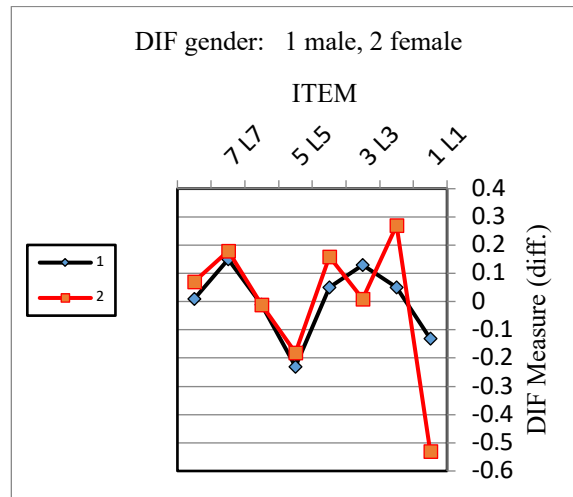 DIF gender: 1 male, 2 female
ITEM
7 L7
5 L5
3 L3
1 L1
0.4
0.3
0.2
0.1
0
-0.1
-0.2
-0.3
-0.4
-0.5
-0.6
DIF Measure (diff.)
1
2